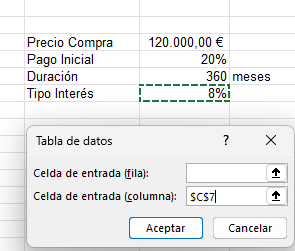 Precio Compra 120.000,00 €
Pago Inicial 20%
Duración 360 meses
Tipo Interés 8%
Tabla de datos ? ×
Celda de entrada (fila):
Celda de entrada (columna): $C$7
Aceptar Cancelar